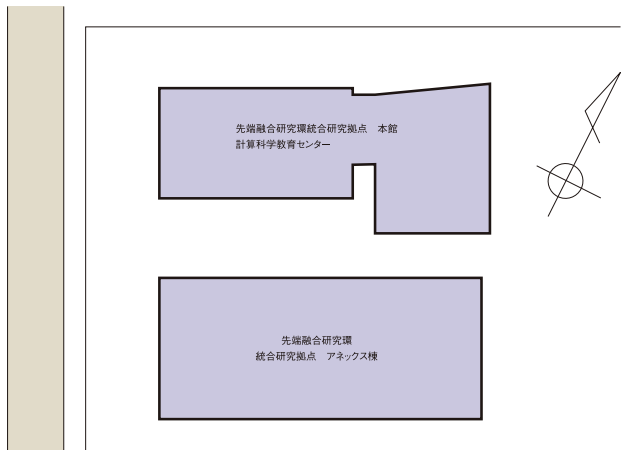 先端融合研究環統合研究拠点　本館
計算科学教育センター
先端融合研究環
統合研究拠点　アネックス棟